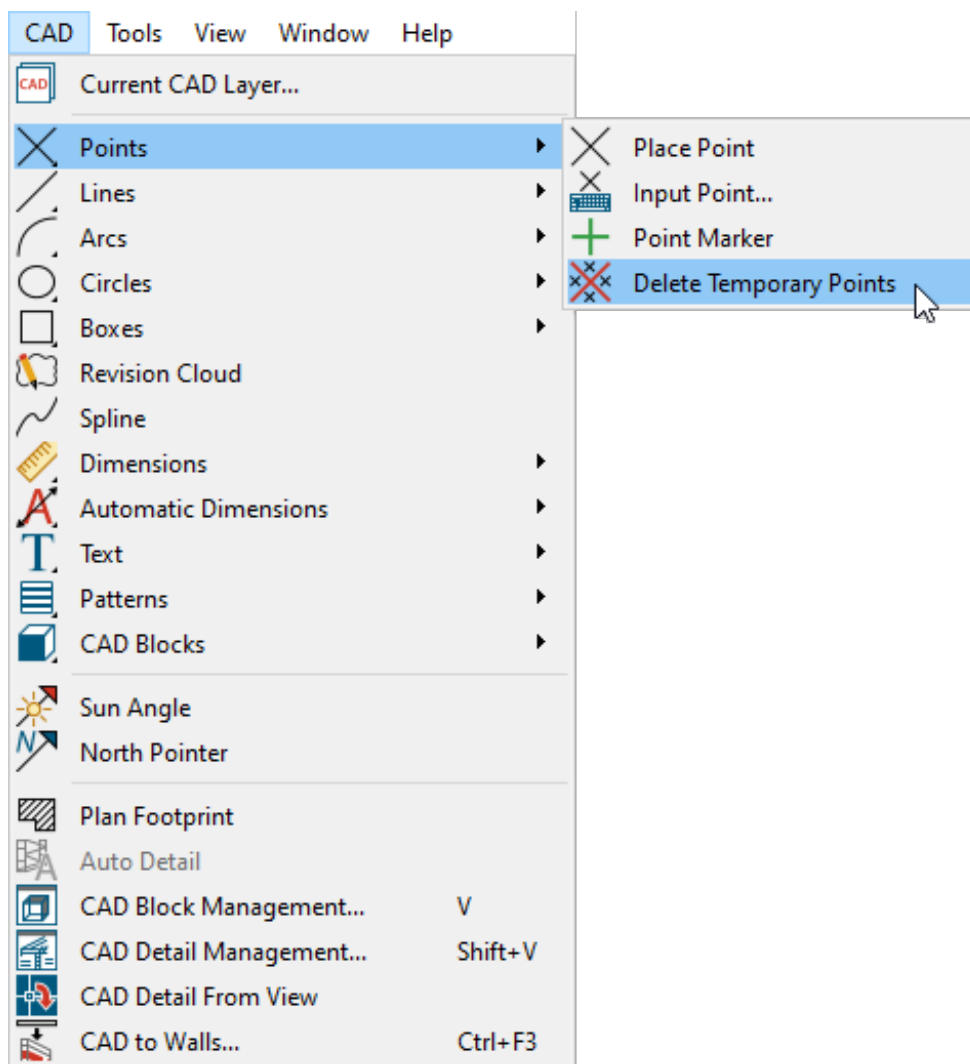 CAD Tools View Window Help
CAD Current CAD Layer...
Points Place Point
Lines Input Point...
Arcs Point Marker
Circles Delete Temporary Points
Boxes
Revision Cloud
Spline
Dimensions
A Automatic Dimensions
T Text
Patterns
CAD Blocks
Sun Angle
N North Pointer
Plan Footprint
A Auto Detail
CAD Block Management... V
CAD Detail Management... Shift+V
CAD Detail From View
CAD to Walls... Ctrl+F3